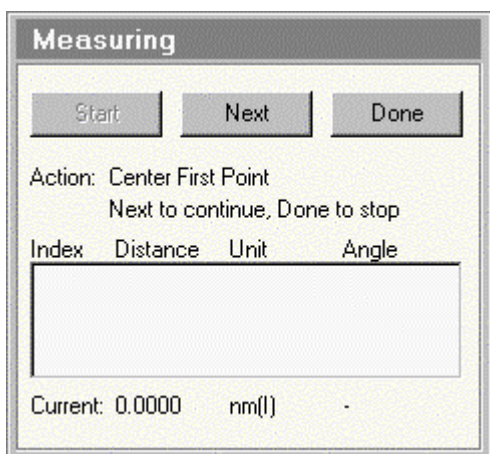 Measuring
Start Next Done
Action: Center First Point
Next to continue, Done to stop
Index Distance Unit Angle
Current: 0.0000 nm(I) -